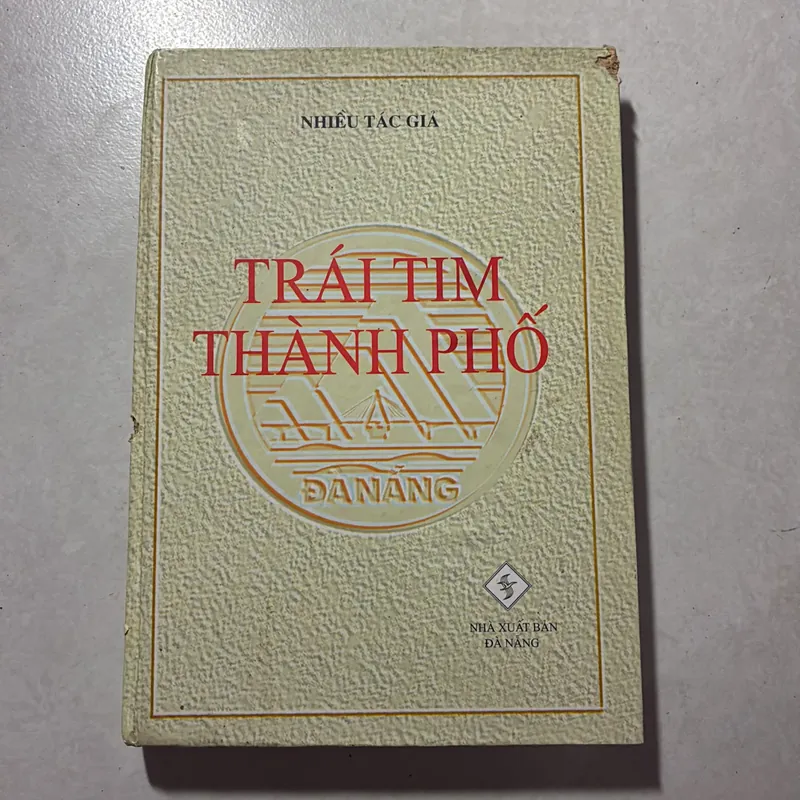 NHIỀU TÁC GIẢ
TRÁI TIM
THÀNH PHỐ
ĐÀ NẴNG
NHÀ XUẤT BẢN
ĐÀ NẴNG